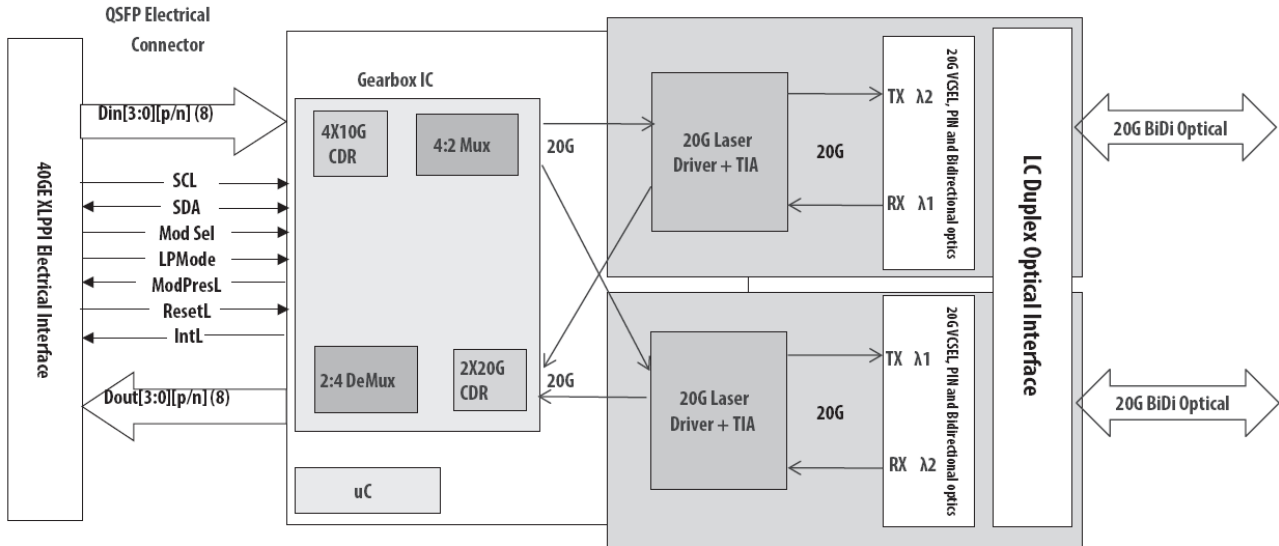 QSFP Electrical
Connector
40GE XLPPI Electrical Interface
Din[3:0][p/n] (8)
SCL
SDA
Mod Sel
LPMode
ModPresL
ResetL
IntL
Dout[3:0][p/n] (8)
Gearbox IC
4X10G
CDR
4:2 Mux
2:4 DeMux
2X20G
CDR
uC
20G
20G
20G Laser
Driver + TIA
20G
TX λ2
RX λ1
20G VCSEL, PIN and Bidirectional optics
20G Laser
Driver + TIA
20G
TX λ1
RX λ2
20G VCSEL, PIN and Bidirectional optics
LC Duplex Optical Interface
20G BiDi Optical
20G BiDi Optical